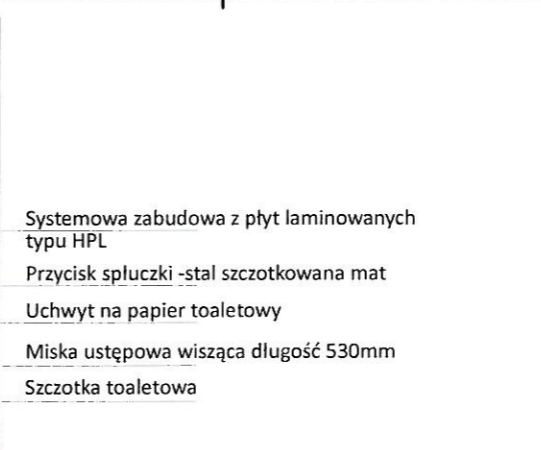 Systemowa zabudowa z płyt laminowanych
typu HPL
Przycisk spłuczki -stal szczotkowana mat
Uchwyt na papier toaletowy
Miska ustępowa wisząca długość 530mm
Szczotka toaletowa